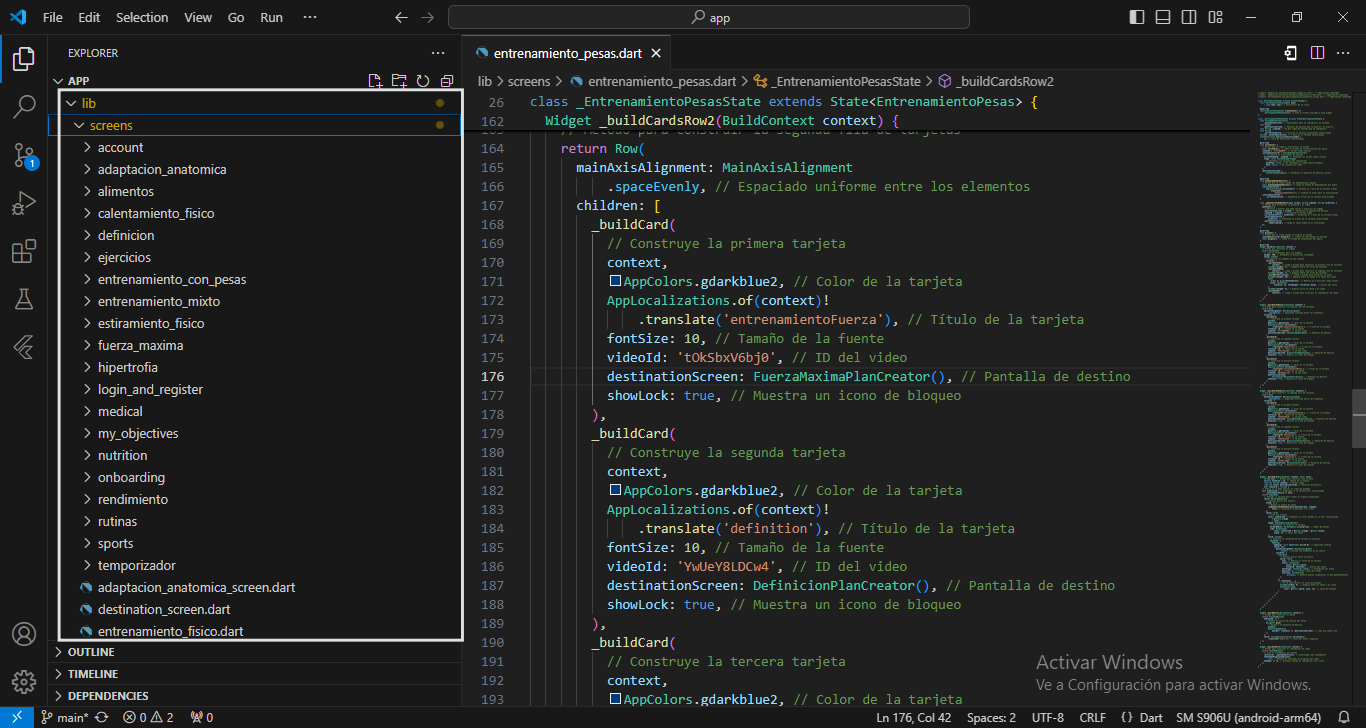 File Edit Selection View Go Run ···
app
EXPLORER ···
APP
lib
screens
account
adaptacion_anatomica
alimentos
calentamiento_fisico
definicion
ejercicios
entrenamiento_con_pesas
entrenamiento_mixto
estiramiento_fisico
fuerza_maxima
hipertrofia
login_and_register
medical
my_objectives
nutrition
onboarding
rendimiento
rutinas
sports
temporizador
adaptacion_anatomica_screen.dart
destination_screen.dart
entrenamiento_fisico.dart
OUTLINE
TIMELINE
DEPENDENCIES
1
entrenamiento_pesas.dart
lib > screens > entrenamiento_pesas.dart > _EntrenamientoPesasState > _buildCardsRow2
26 class _EntrenamientoPesasState extends State<EntrenamientoPesas> {
162 Widget _buildCardsRow2(BuildContext context) {
163 // Método para construir la segunda fila de tarjetas
164 return Row(
165 mainAxisAlignment: MainAxisAlignment
166 .spaceEvenly, // Espaciado uniforme entre los elementos
167 children: [
168 _buildCard(
169 // Construye la primera tarjeta
170 context,
171 AppColors.gdarkblue2, // Color de la tarjeta
172 AppLocalizations.of(context)!
173 .translate('entrenamientoFuerza'), // Título de la tarjeta
174 fontSize: 10, // Tamaño de la fuente
175 videoId: 'tOkSbxV6bj0', // ID del video
176 destinationScreen: FuerzaMaximaPlanCreator(), // Pantalla de destino
177 showLock: true, // Muestra un icono de bloqueo
178 ),
179 _buildCard(
180 // Construye la segunda tarjeta
181 context,
182 AppColors.gdarkblue2, // Color de la tarjeta
183 AppLocalizations.of(context)!
184 .translate('definition'), // Título de la tarjeta
185 fontSize: 10, // Tamaño de la fuente
186 videoId: 'YwUeY8LDCw4', // ID del video
187 destinationScreen: DefinicionPlanCreator(), // Pantalla de destino
188 showLock: true, // Muestra un icono de bloqueo
189 ),
190 _buildCard(
191 // Construye la tercera tarjeta
192 context,
193 AppColors.gdarkblue2, // Color de la tarjeta
Activar Windows
Ve a Configuración para activar Windows.
main* 0 2 0 Ln 176, Col 42 Spaces: 2 UTF-8 CRLF {} Dart SM S906U (android-arm64)